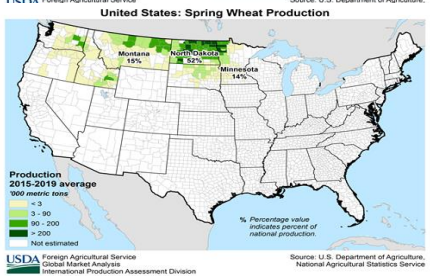 USDA Foreign Agricultural Service
Source: U.S. Department of Agriculture,
United States: Spring Wheat Production
Montana
15%
North Dakota
52%
Minnesota
14%
Production
2015-2019 average
'000 metric tons
< 3
3 - 90
90 - 200
> 200
Not estimated
% Percentage value
indicates percent of
national production.
USDA Foreign Agricultural Service
Global Market Analysis
International Production Assessment Division
Source: U.S. Department of Agriculture,
National Agricultural Statistics Service